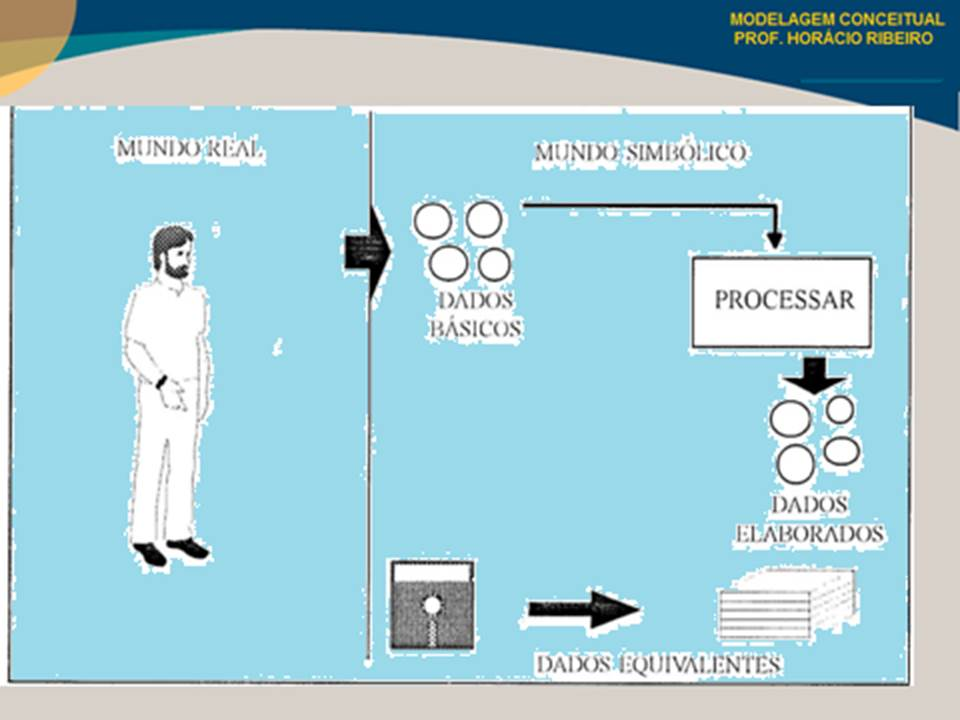 MODELAGEM CONCEITUAL
PROF. HORÁCIO RIBEIRO
MUNDO REAL
MUNDO SIMBÓLICO
DADOS
BÁSICOS
PROCESSAR
DADOS
ELABORADOS
DADOS EQUIVALENTES